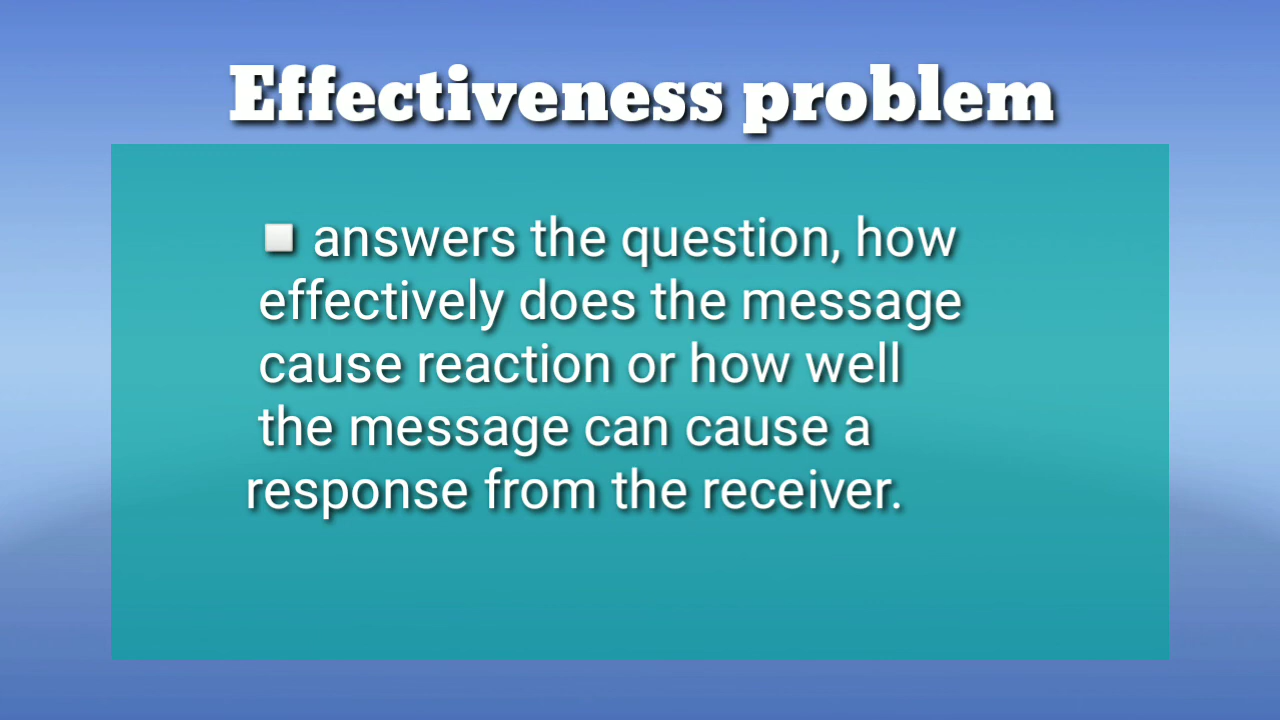 Effectiveness problem
▫ answers the question, how
effectively does the message
cause reaction or how well
the message can cause a
response from the receiver.